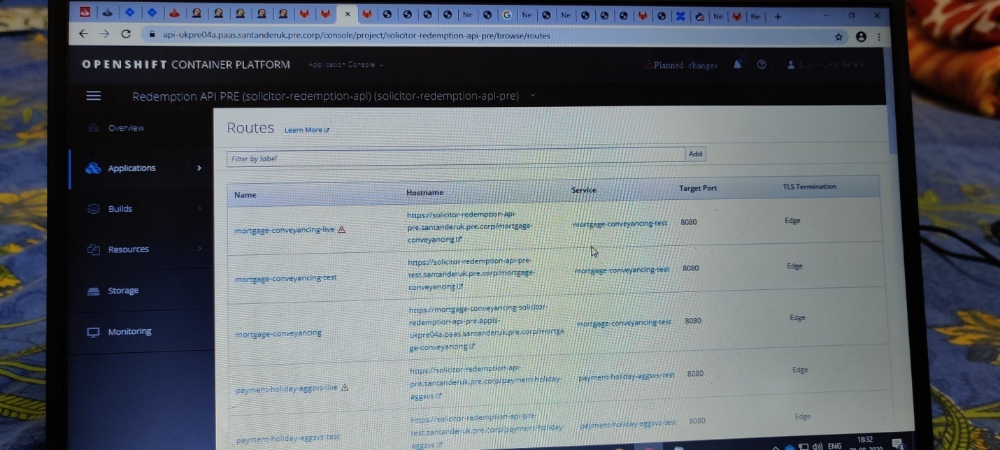 Ne
G
Ne
Ne
Ne
Ne
api-ukpre04a.paas.santanderuk.pre.corp/console/project/solicitor-redemption-api-pre/browse/routes
OPENSHIFT CONTAINER PLATFORM
Application Console
Planned changes
Redemption API PRE (solicitor-redemption-api) (solicitor-redemption-api-pre)
Overview
Applications
Builds
Resources
Storage
Monitoring
Routes Learn More
Filter by label
Add
Name Hostname Service Target Port TLS Termination
mortgage-conveyancing-live
https://solicitor-redemption-api-
pre.santanderuk.pre.corp/mortgage-
conveyancing
mortgage-conveyancing-test
8080
Edge
mortgage-conveyancing-test
https://solicitor-redemption-api-pre-
test.santanderuk.pre.corp/mortgage-
conveyancing
mortgage-conveyancing-test
8080
Edge
mortgage-conveyancing
https://mortgage-conveyancing-solicitor-
redemption-api-pre.appls-
ukpre04a.paas.santanderuk.pre.corp/mortga
ge-conveyancing
mortgage-conveyancing-test
8080
Edge
payment-holiday-aggsvs-live
https://solicitor-redemption-api-
pre.santanderuk.pre.corp/payment-holiday-
aggsvs
payment-holiday-aggsvs-test
8080
Edge
payment-holiday-aggsvs-test
https://solicitor-redemption-api-pre-
test.santanderuk.pre.corp/payment-holiday-
aggsvs
payment-holiday-aggsvs-test
8080
Edge
ENG
18:32